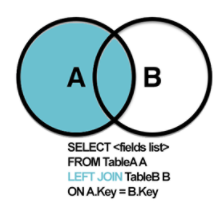 A B
SELECT <fields list>
FROM TableA A
LEFT JOIN TableB B
ON A.Key = B.Key